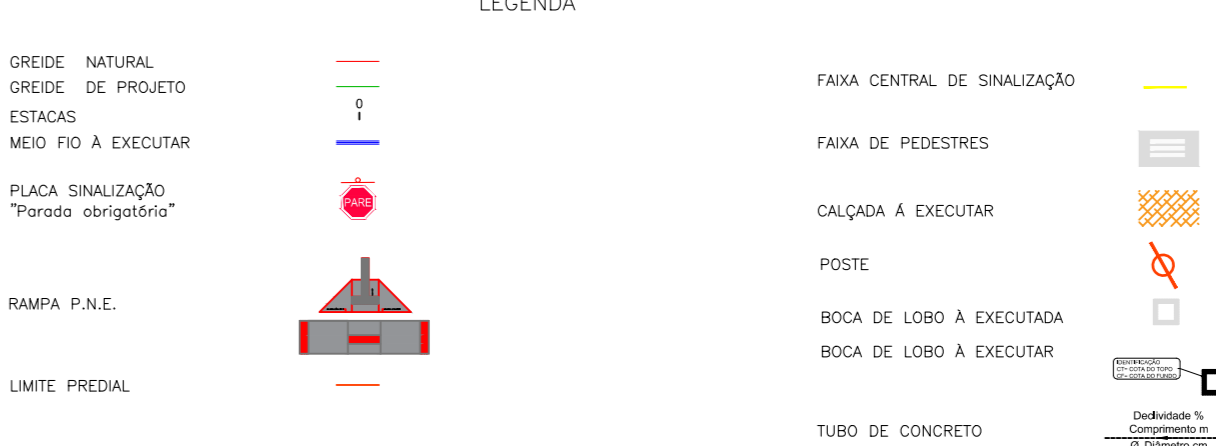 LEGENDA
GREIDE NATURAL
GREIDE DE PROJETO
ESTACAS
0
MEIO FIO À EXECUTAR
PLACA SINALIZAÇÃO
"Parada obrigatória"
PARE
RAMPA P.N.E.
LIMITE PREDIAL
FAIXA CENTRAL DE SINALIZAÇÃO
FAIXA DE PEDESTRES
CALÇADA Á EXECUTAR
POSTE
BOCA DE LOBO À EXECUTADA
BOCA DE LOBO À EXECUTAR
IDENTIFICAÇÃO
CT= COTA DO TOPO
CF= COTA DO FUNDO
TUBO DE CONCRETO
Declividade %
Comprimento m
Ø Diâmetro cm